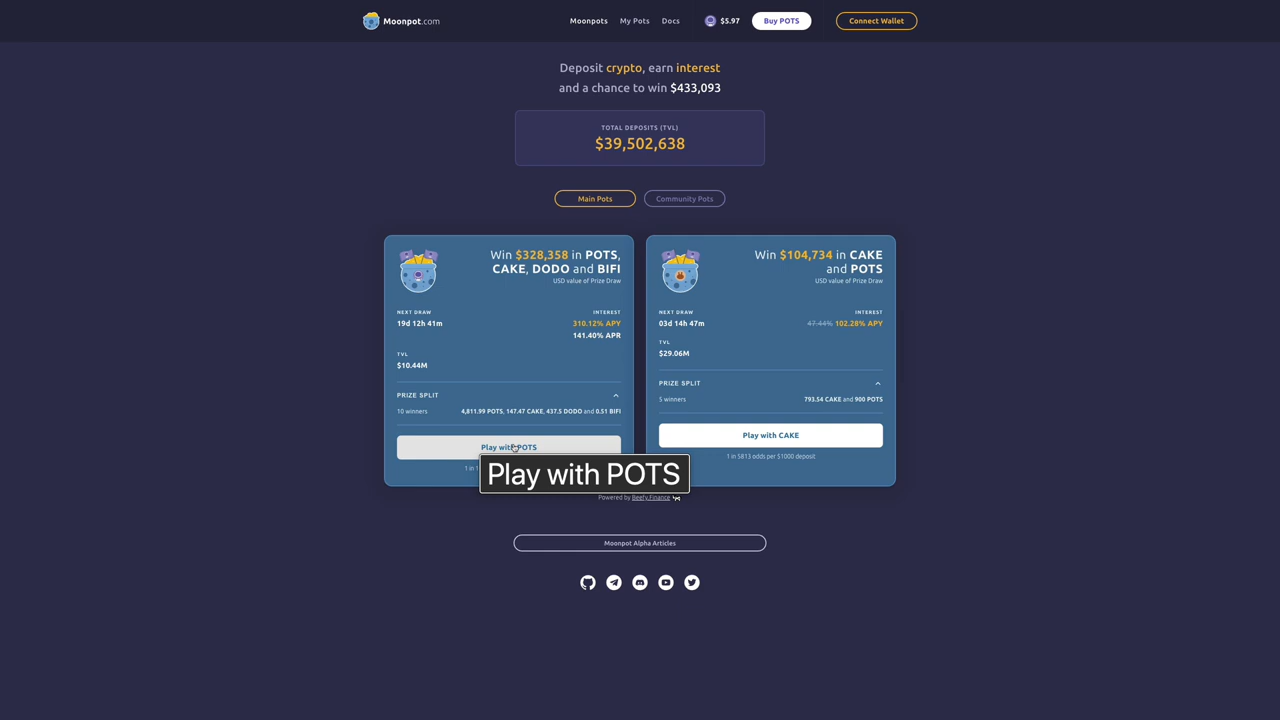 Moonpot.com
Moonpots
My Pots
Docs
$5.97
Buy POTS
Connect Wallet
Deposit crypto, earn interest
and a chance to win $433,093
TOTAL DEPOSITS (TVL)
$39,502,638
Main Pots
Community Pots
Win $328,358 in POTS,
CAKE, DODO and BIFI
USD value of Prize Draw
NEXT DRAW
INTEREST
19d 12h 41m
310.12% APY
141.40% APR
TVL
$10.44M
PRIZE SPLIT
10 winners
4,811.99 POTS, 147.47 CAKE, 437.5 DODO and 0.51 BIFI
Play with POTS
1 in 1
Play with POTS
Win $104,734 in CAKE
and POTS
USD value of Prize Draw
NEXT DRAW
INTEREST
03d 14h 47m
47.44% 102.28% APY
TVL
$29.06M
PRIZE SPLIT
5 winners
793.54 CAKE and 900 POTS
Play with CAKE
1 in 5813 odds per $1000 deposit
Powered by Beefy.Finance
Moonpot Alpha Articles